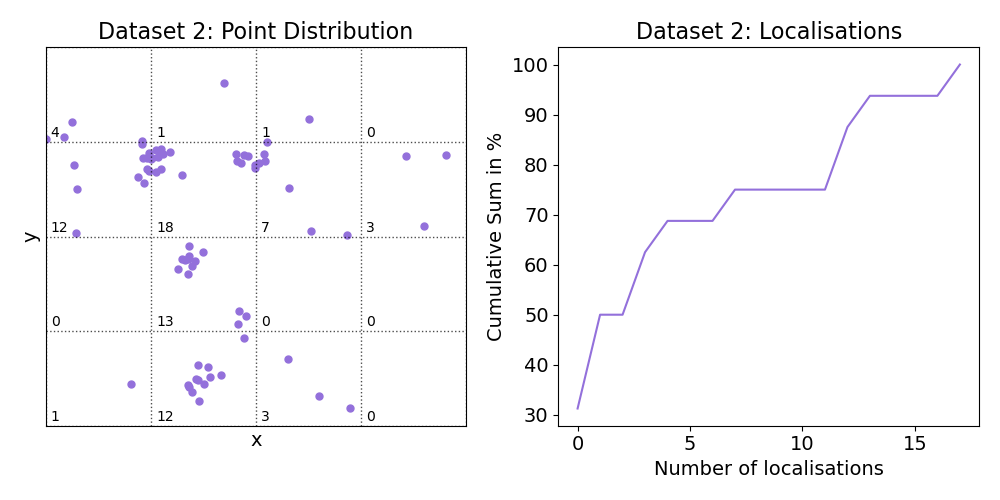 Dataset 2: Point Distribution
4 1 1 0
12 18 7 3
0 13 0 0
1 12 3 0
y
x
Dataset 2: Localisations
100
90
80
70
60
50
40
30
Cumulative Sum in %
0 5 10 15
Number of localisations